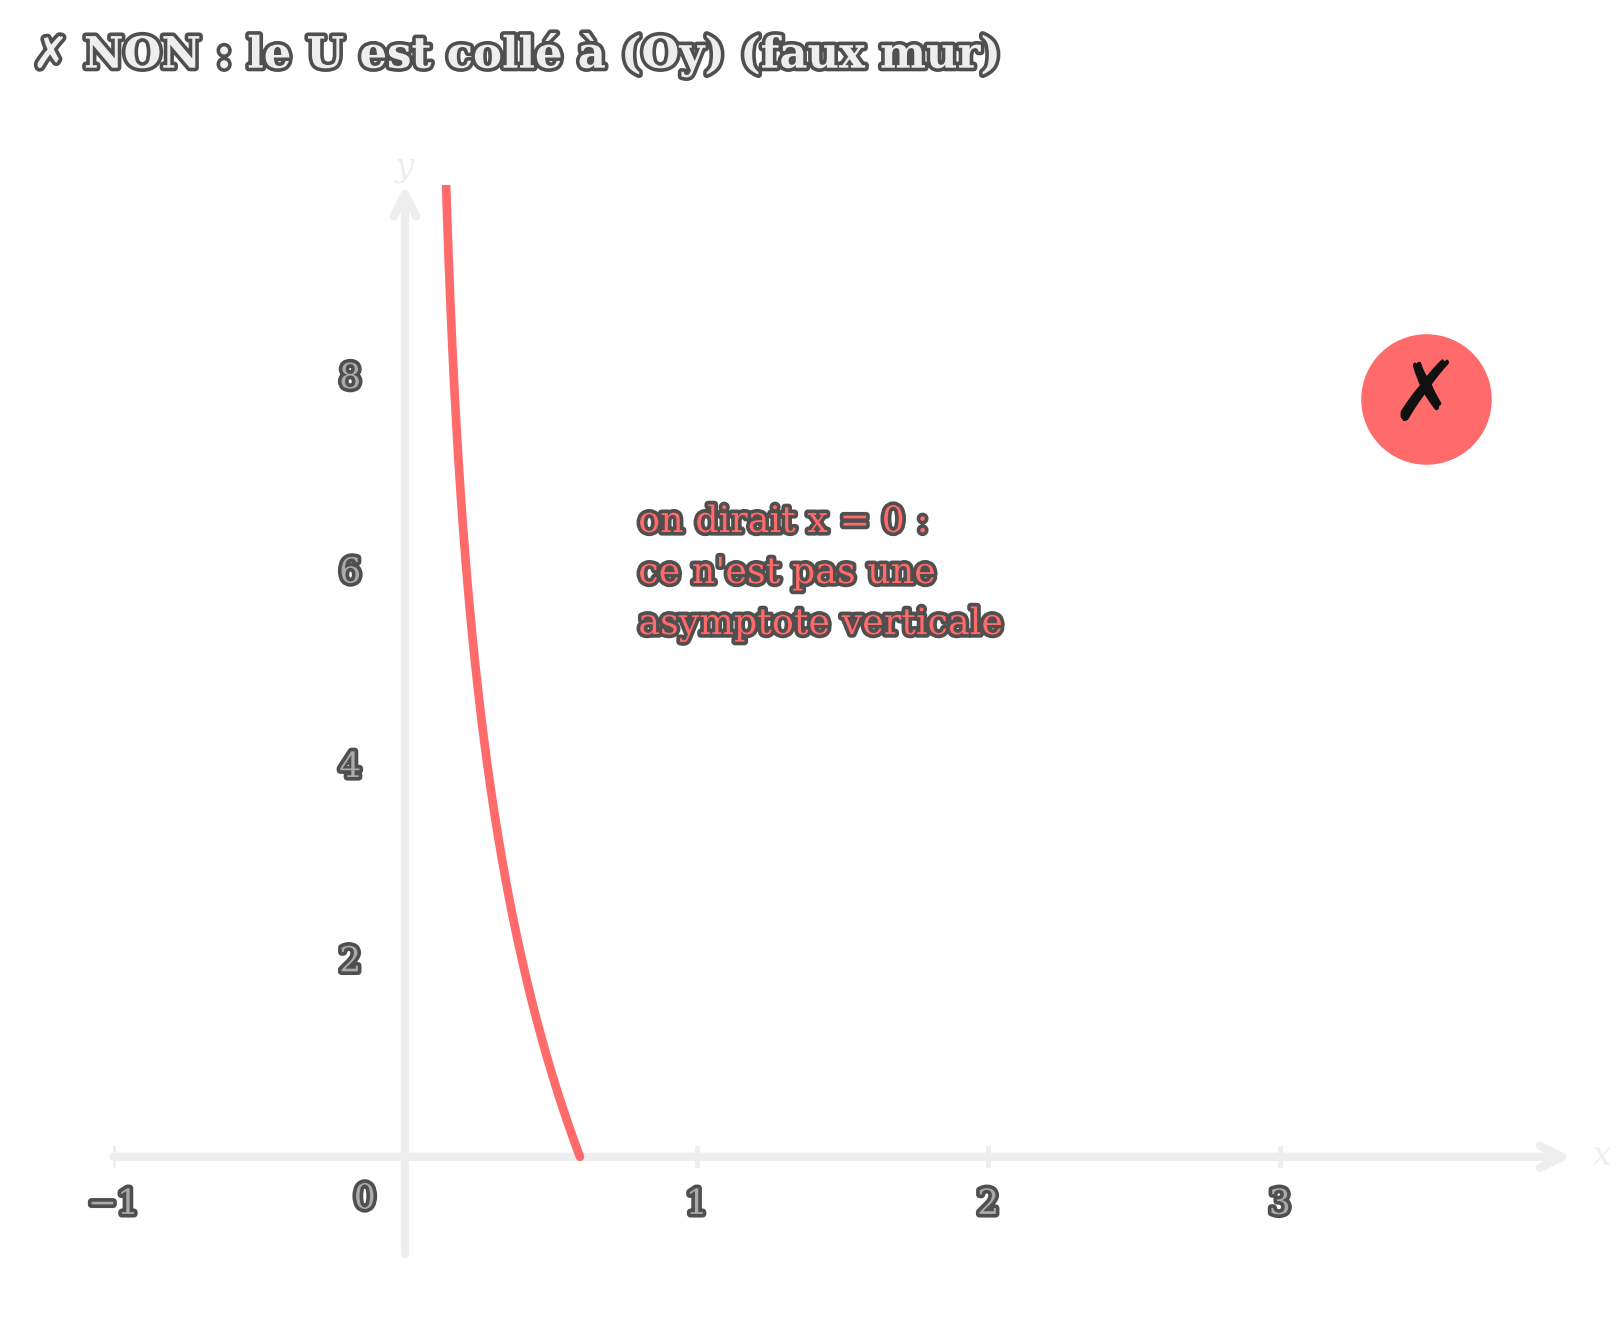 ✗ NON : le U est collé à (Oy) (faux mur)
y
8
✗
on dirait x = 0 :
6
ce n'est pas une
asymptote verticale
4
2
x
−1 0 1 2 3